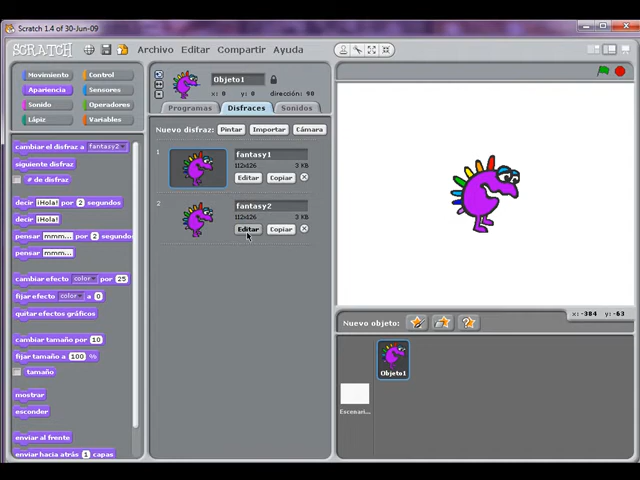 Scratch 1.4 of 30-Jun-09
SCRATCH Archivo Editar Compartir Ayuda
Movimiento Control
Apariencia Sensores
Sonido Operadores
Lápiz Variables
Objeto1
x: 0 y: 0 dirección: 90
Programas Disfraces Sonidos
Nuevo disfraz: Pintar Importar Cámara
1 fantasy1
112x126 3 KB
Editar Copiar
2 fantasy2
112x126 3 KB
Editar Copiar
cambiar el disfraz a fantasy2
siguiente disfraz
# de disfraz
decir ¡Hola! por 2 segundos
decir ¡Hola!
pensar mmm... por 2 segundos
pensar mmm...
cambiar efecto color por 25
fijar efecto color a 0
quitar efectos gráficos
cambiar tamaño por 10
fijar tamaño a 100 %
tamaño
mostrar
esconder
enviar al frente
enviar hacia atrás 1 capas
x: -384 y: -63
Nuevo objeto:
Objeto1
Escenari...